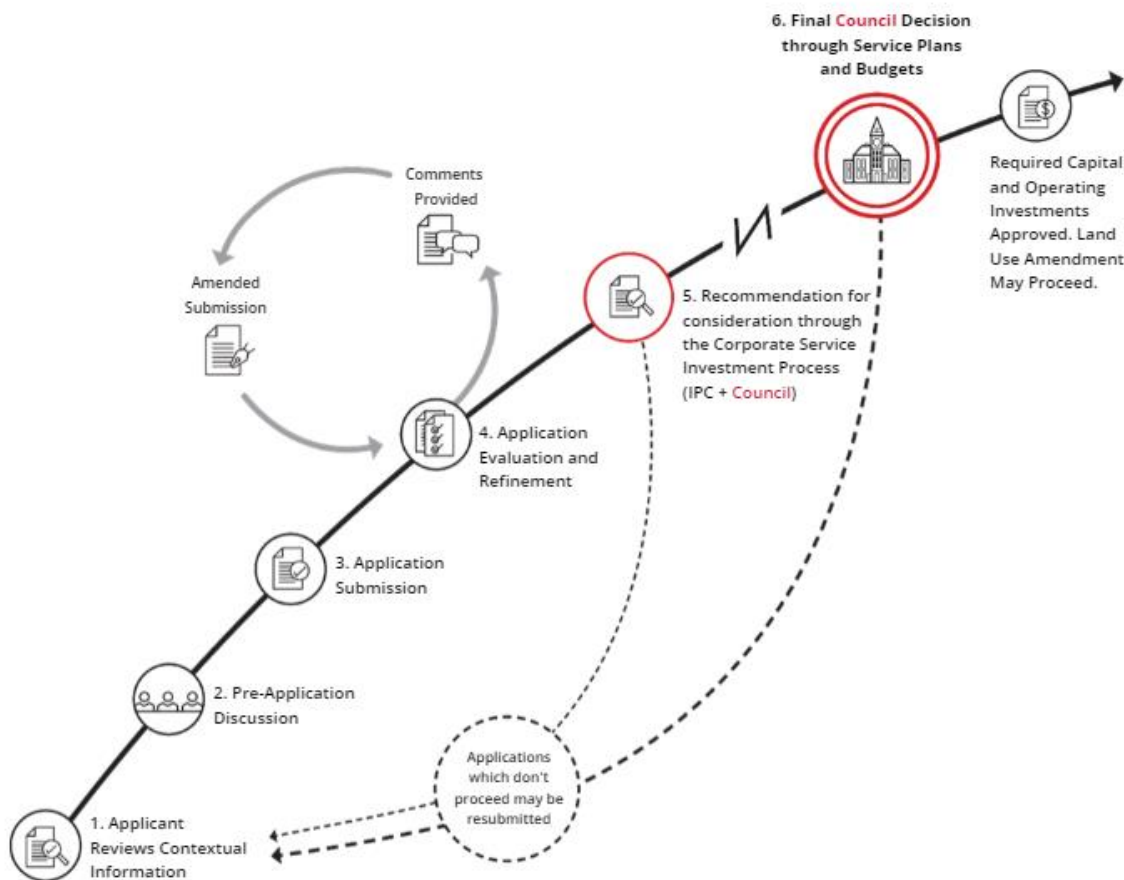 6. Final Council Decision
through Service Plans
and Budgets
Required Capital
and Operating
Investments
Approved. Land
Use Amendment
May Proceed.
Comments
Provided
Amended
Submission
5. Recommendation for
consideration through
the Corporate Service
Investment Process
(IPC + Council)
4. Application
Evaluation and
Refinement
3. Application
Submission
2. Pre-Application
Discussion
Applications
which don't
proceed may be
resubmitted
1. Applicant
Reviews Contextual
Information